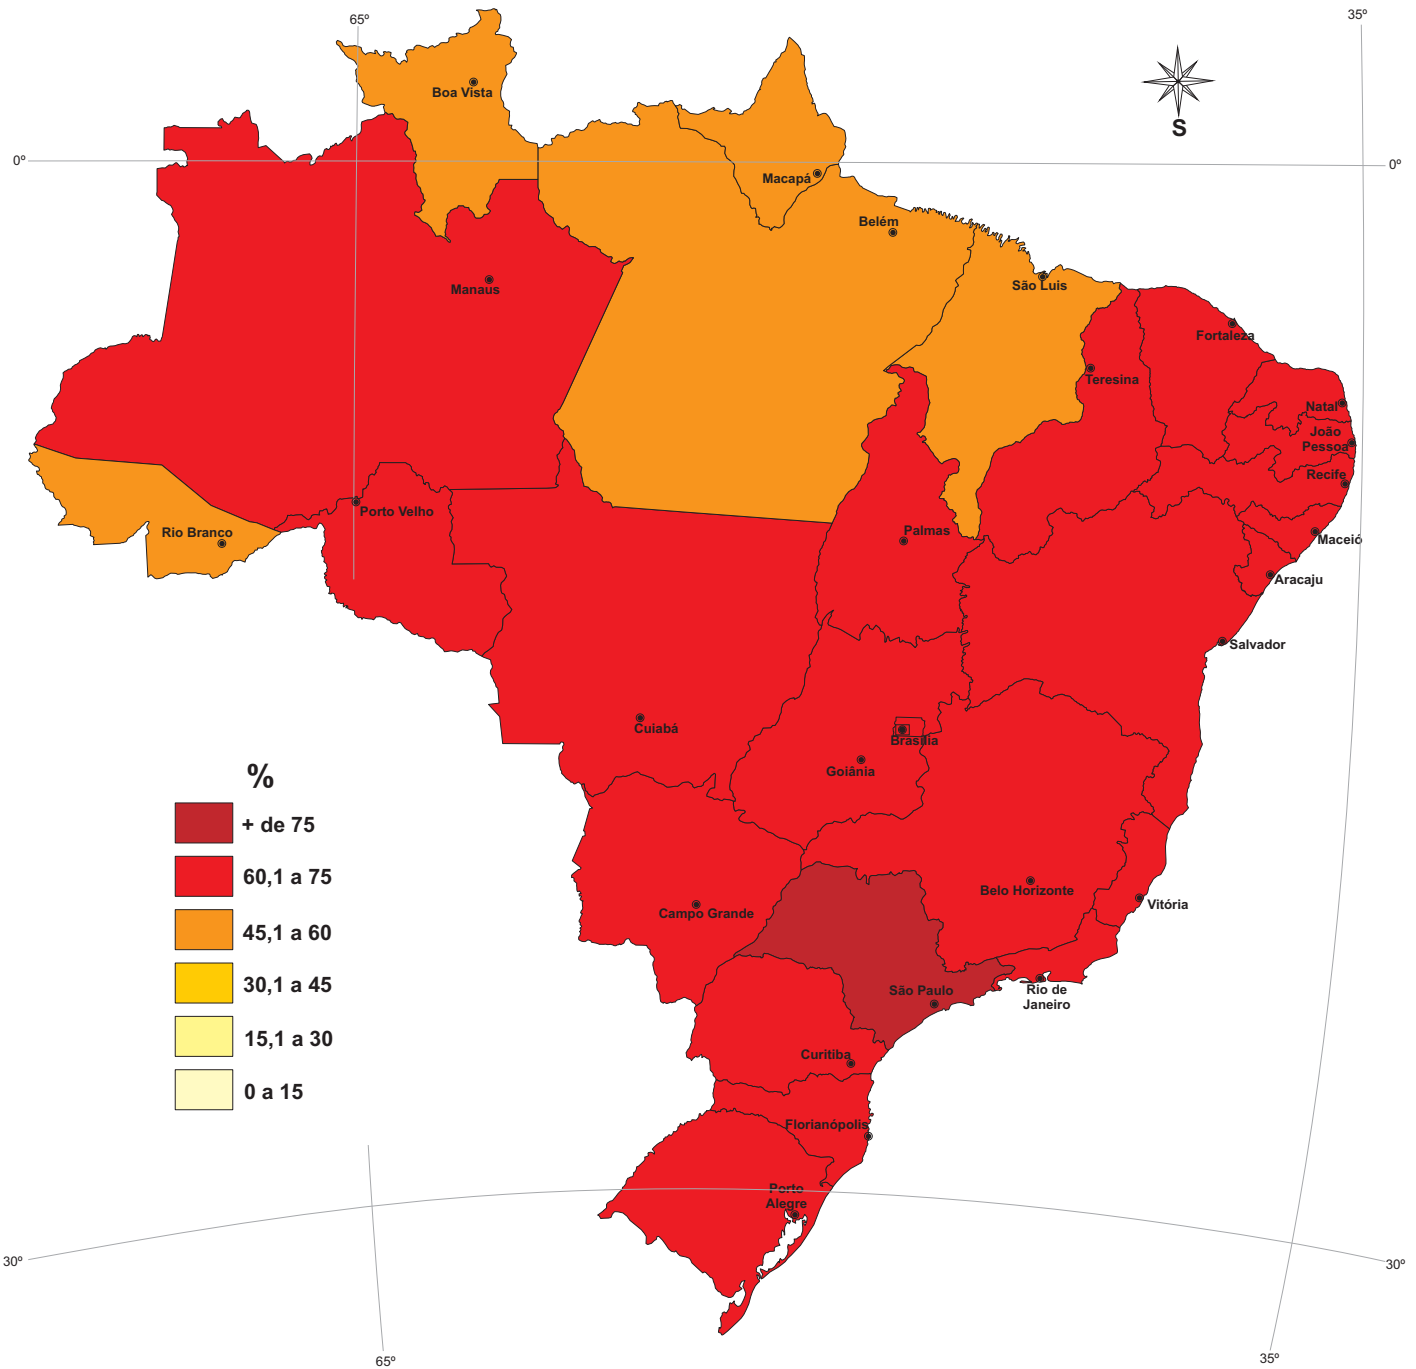 65º
35º
Boa Vista
S
0º
0º
Macapá
Belém
São Luis
Manaus
Fortaleza
Teresina
Natal
João
Pessoa
Recife
Porto Velho
Rio Branco
Palmas
Maceió
Aracaju
Salvador
Cuiabá
Brasília
Goiânia
%
+ de 75
60,1 a 75
45,1 a 60
30,1 a 45
15,1 a 30
0 a 15
Belo Horizonte
Vitória
Campo Grande
São Paulo
Rio de
Janeiro
Curitiba
Florianópolis
Porto
Alegre
30º
30º
65º
35º